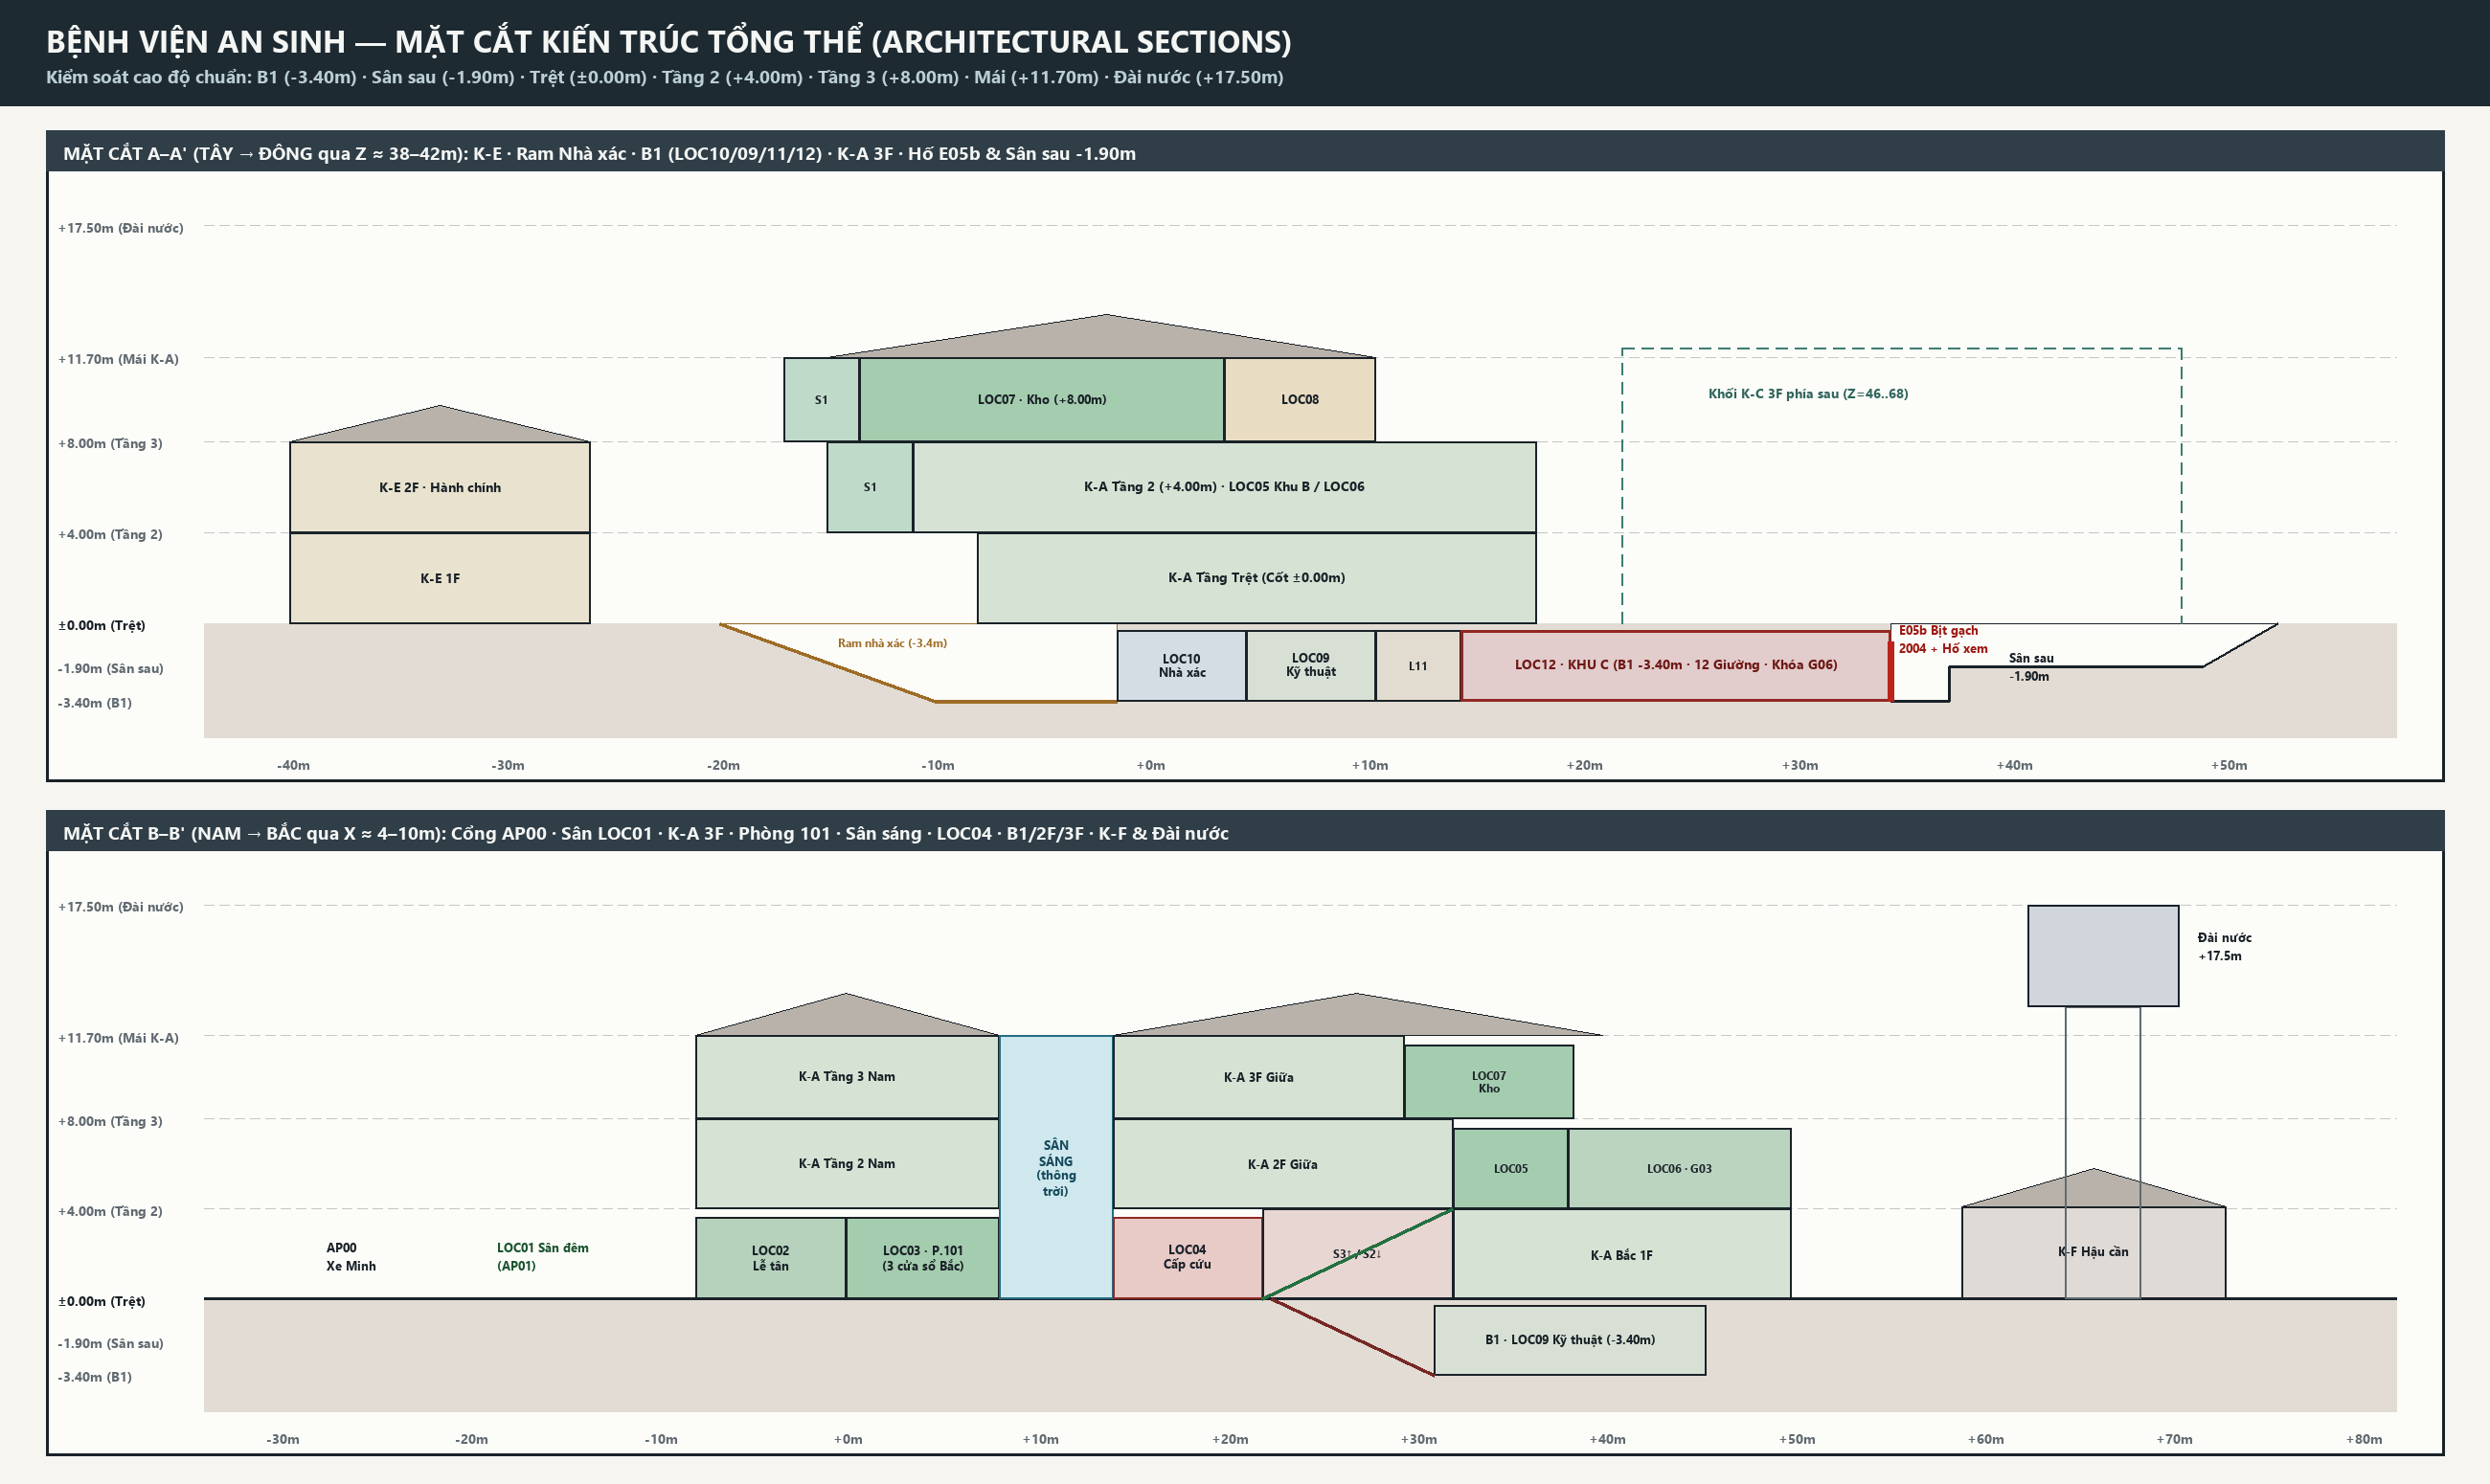 BỆNH VIỆN AN SINH — MẶT CẮT KIẾN TRÚC TỔNG THỂ (ARCHITECTURAL SECTIONS)
Kiểm soát cao độ chuẩn: B1 (-3.40m) · Sân sau (-1.90m) · Trệt (±0.00m) · Tầng 2 (+4.00m) · Tầng 3 (+8.00m) · Mái (+11.70m) · Đài nước (+17.50m)
MẶT CẮT A–A' (TÂY → ĐÔNG qua Z ≈ 38–42m): K-E · Ram Nhà xác · B1 (LOC10/09/11/12) · K-A 3F · Hố E05b & Sân sau -1.90m
+17.50m (Đài nước)
+11.70m (Mái K-A)
Khối K-C 3F phía sau (Z=46..68)
S1
LOC07 · Kho (+8.00m)
LOC08
+8.00m (Tầng 3)
K-E 2F · Hành chính
S1
K-A Tầng 2 (+4.00m) · LOC05 Khu B / LOC06
+4.00m (Tầng 2)
K-E 1F
K-A Tầng Trệt (Cốt ±0.00m)
±0.00m (Trệt)
Ram nhà xác (-3.4m)
E05b Bịt gạch
2004 + Hố xem
-1.90m (Sân sau)
LOC10
Nhà xác
LOC09
Kỹ thuật
L11
LOC12 · KHU C (B1 -3.40m · 12 Giường · Khóa G06)
Sân sau
-1.90m
-3.40m (B1)
-40m
-30m
-20m
-10m
+0m
+10m
+20m
+30m
+40m
+50m
MẶT CẮT B–B' (NAM → BẮC qua X ≈ 4–10m): Cổng AP00 · Sân LOC01 · K-A 3F · Phòng 101 · Sân sáng · LOC04 · B1/2F/3F · K-F & Đài nước
+17.50m (Đài nước)
Đài nước
+17.5m
+11.70m (Mái K-A)
K-A Tầng 3 Nam
K-A 3F Giữa
LOC07
Kho
+8.00m (Tầng 3)
K-A Tầng 2 Nam
SÂN
SÁNG
(thông
trời)
K-A 2F Giữa
LOC05
LOC06 · G03
+4.00m (Tầng 2)
AP00
Xe Minh
LOC01 Sân đêm
(AP01)
LOC02
Lễ tân
LOC03 · P.101
(3 cửa sổ Bắc)
LOC04
Cấp cứu
S3↑ / S2↓
K-A Bắc 1F
K-F Hậu cần
±0.00m (Trệt)
-1.90m (Sân sau)
B1 · LOC09 Kỹ thuật (-3.40m)
-3.40m (B1)
-30m
-20m
-10m
+0m
+10m
+20m
+30m
+40m
+50m
+60m
+70m
+80m